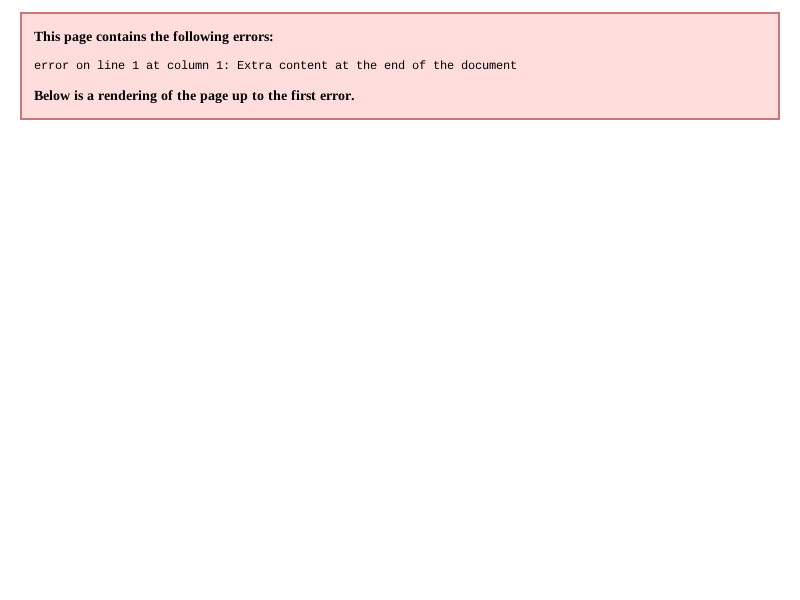 This page contains the following errors:
error on line 1 at column 1: Extra content at the end of the document
Below is a rendering of the page up to the first error.